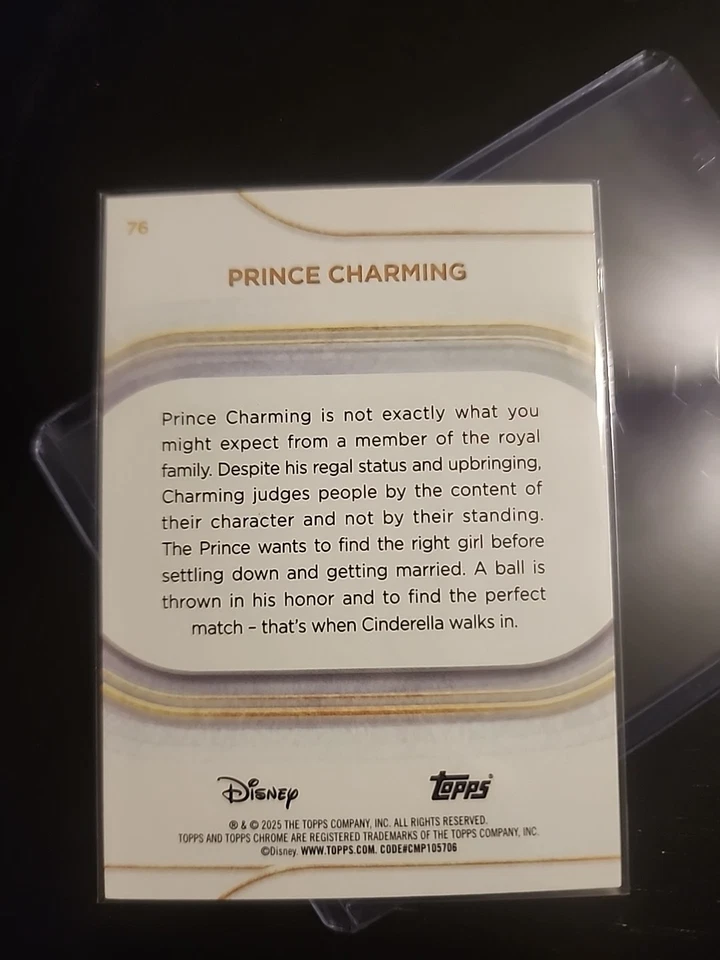 76
PRINCE CHARMING
Prince Charming is not exactly what you
might expect from a member of the royal
family. Despite his regal status and upbringing,
Charming judges people by the content of
their character and not by their standing.
The Prince wants to find the right girl before
settling down and getting married. A ball is
thrown in his honor and to find the perfect
match – that's when Cinderella walks in.
Disney topps®
® & © 2025 THE TOPPS COMPANY, INC. ALL RIGHTS RESERVED.
TOPPS AND TOPPS CHROME ARE REGISTERED TRADEMARKS OF THE TOPPS COMPANY, INC.
©Disney. WWW.TOPPS.COM. CODE#CMP105706